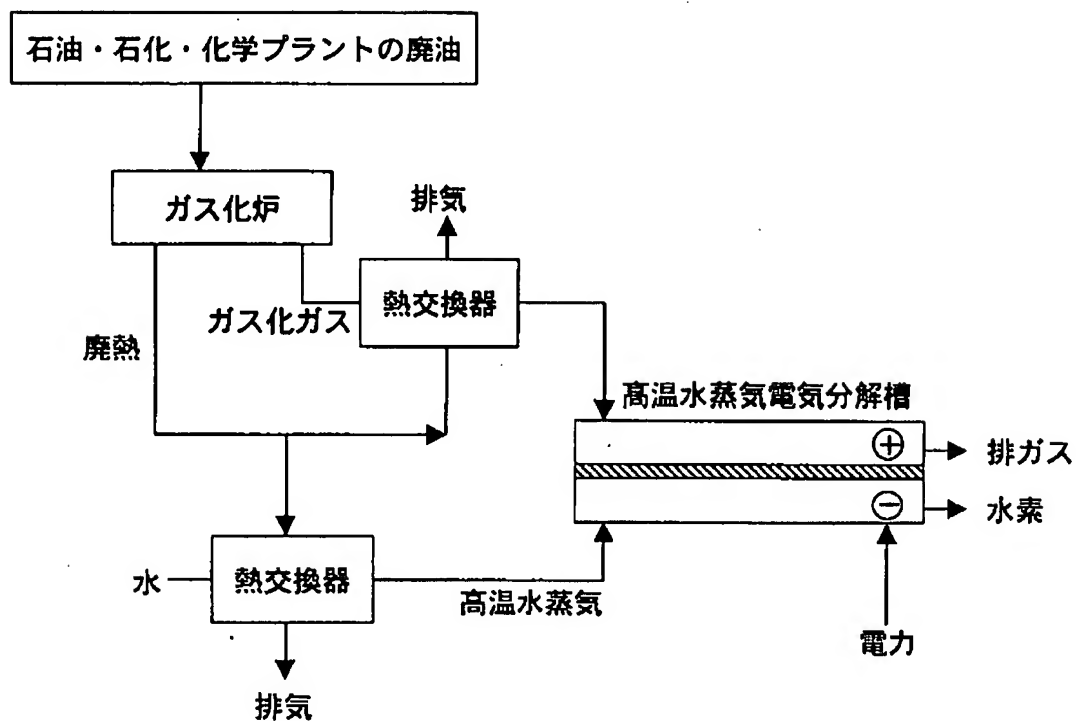 石油・石化・化学プラントの廃油
ガス化炉
排気
熱交換器
ガス化ガス
廃熱
高温水蒸気電気分解槽
⊕
排ガス
⊖
水素
水
熱交換器
高温水蒸気
電力
排気